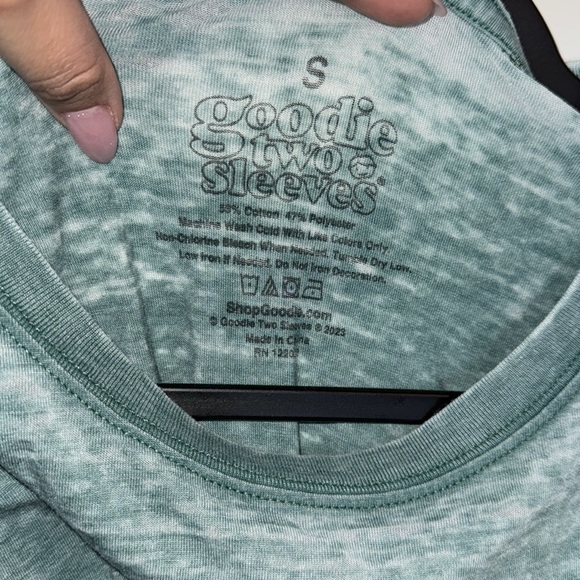 S
goodie
two
sleeves®
53% Cotton 47% Polyester
Machine Wash Cold With Like Colors Only.
Non-Chlorine Bleach When Needed. Tumble Dry Low.
Low Iron if Needed. Do Not Iron Decoration.
ShopGoodie.com
© Goodie Two Sleeves ® 2023
Made in China
RN